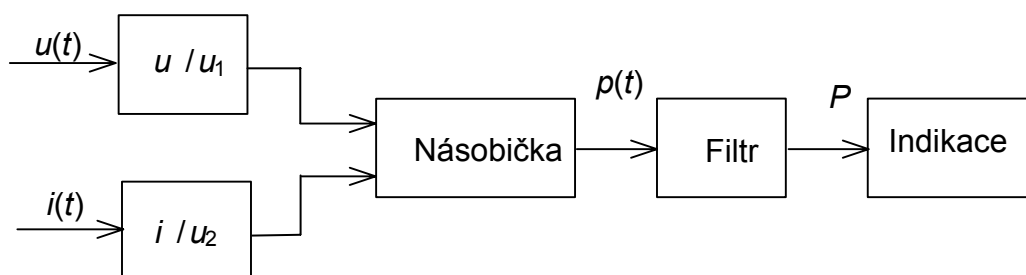 u(t)
u /u1
i(t)
i /u2
Násobička
p(t)
Filtr
P
Indikace